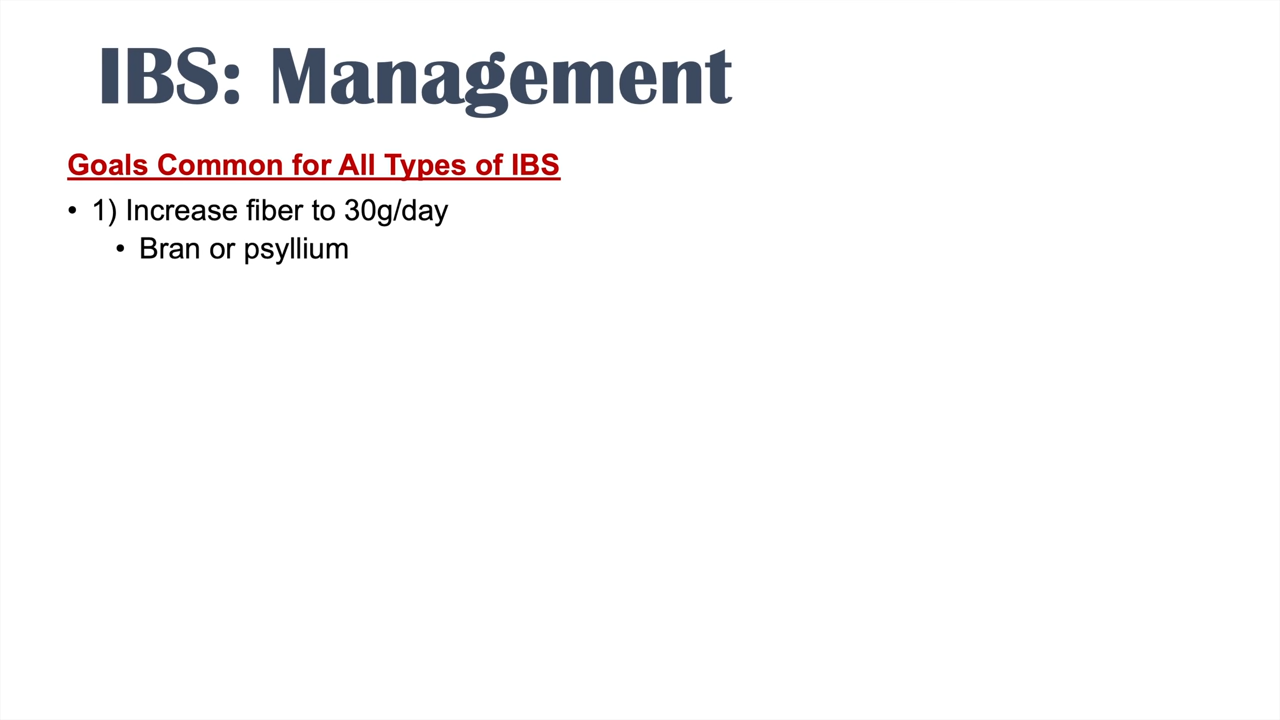 IBS: Management
Goals Common for All Types of IBS
• 1) Increase fiber to 30g/day
• Bran or psyllium